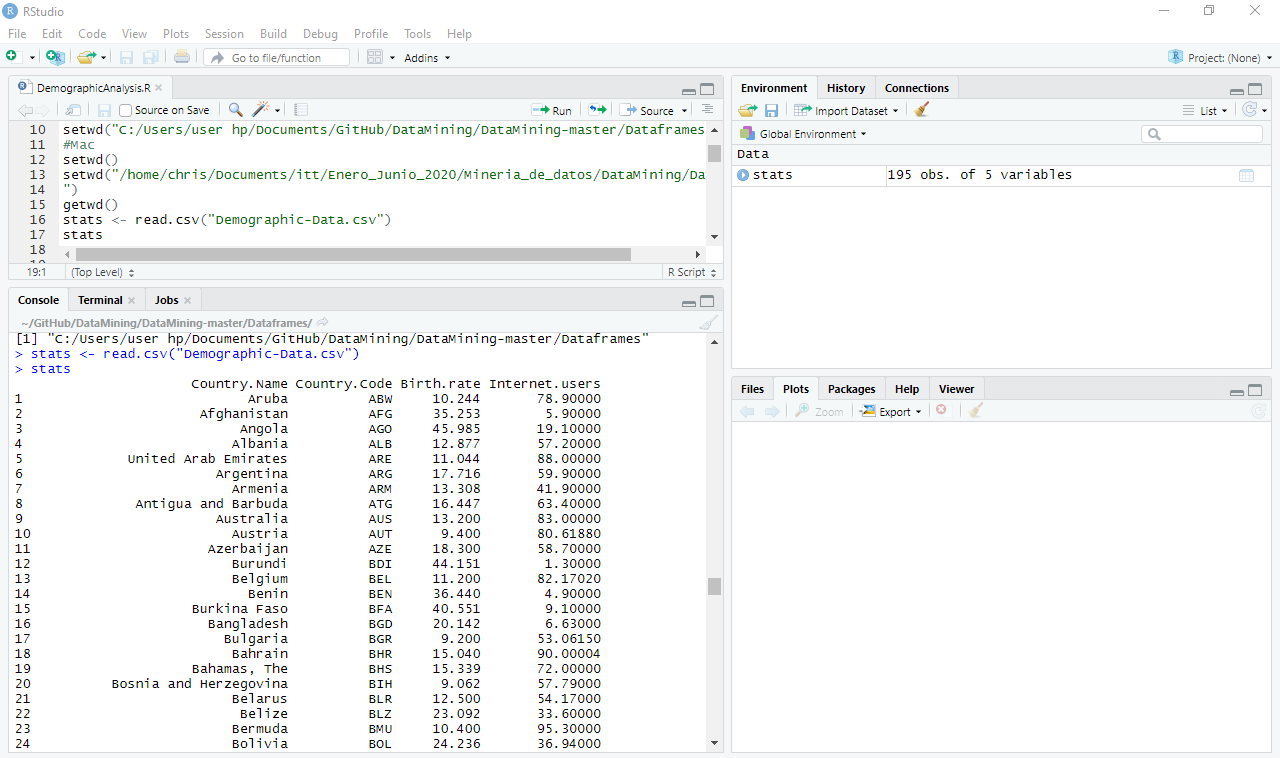 RStudio
File Edit Code View Plots Session Build Debug Profile Tools Help
Go to file/function Addins Project: (None)
DemographicAnalysis.R
Source on Save Run Source
10 setwd("C:/Users/user hp/Documents/GitHub/DataMining/DataMining-master/Dataframes
11 #Mac
12 setwd()
13 setwd("/home/chris/Documents/itt/Enero_Junio_2020/Mineria_de_datos/DataMining/Da
14 ")
15 getwd()
16 stats <- read.csv("Demographic-Data.csv")
17 stats
18
19:1 (Top Level) R Script
Console Terminal Jobs
~/GitHub/DataMining/DataMining-master/Dataframes/
[1] "C:/Users/user hp/Documents/GitHub/DataMining/DataMining-master/Dataframes"
> stats <- read.csv("Demographic-Data.csv")
> stats
Country.Name Country.Code Birth.rate Internet.users
1 Aruba ABW 10.244 78.90000
2 Afghanistan AFG 35.253 5.90000
3 Angola AGO 45.985 19.10000
4 Albania ALB 12.877 57.20000
5 United Arab Emirates ARE 11.044 88.00000
6 Argentina ARG 17.716 59.90000
7 Armenia ARM 13.308 41.90000
8 Antigua and Barbuda ATG 16.447 63.40000
9 Australia AUS 13.200 83.00000
10 Austria AUT 9.400 80.61880
11 Azerbaijan AZE 18.300 58.70000
12 Burundi BDI 44.151 1.30000
13 Belgium BEL 11.200 82.17020
14 Benin BEN 36.440 4.90000
15 Burkina Faso BFA 40.551 9.10000
16 Bangladesh BGD 20.142 6.63000
17 Bulgaria BGR 9.200 53.06150
18 Bahrain BHR 15.040 90.00004
19 Bahamas, The BHS 15.339 72.00000
20 Bosnia and Herzegovina BIH 9.062 57.79000
21 Belarus BLR 12.500 54.17000
22 Belize BLZ 23.092 33.60000
23 Bermuda BMU 10.400 95.30000
24 Bolivia BOL 24.236 36.94000
Environment History Connections
Import Dataset List
Global Environment
Data
stats 195 obs. of 5 variables
Files Plots Packages Help Viewer
Zoom Export